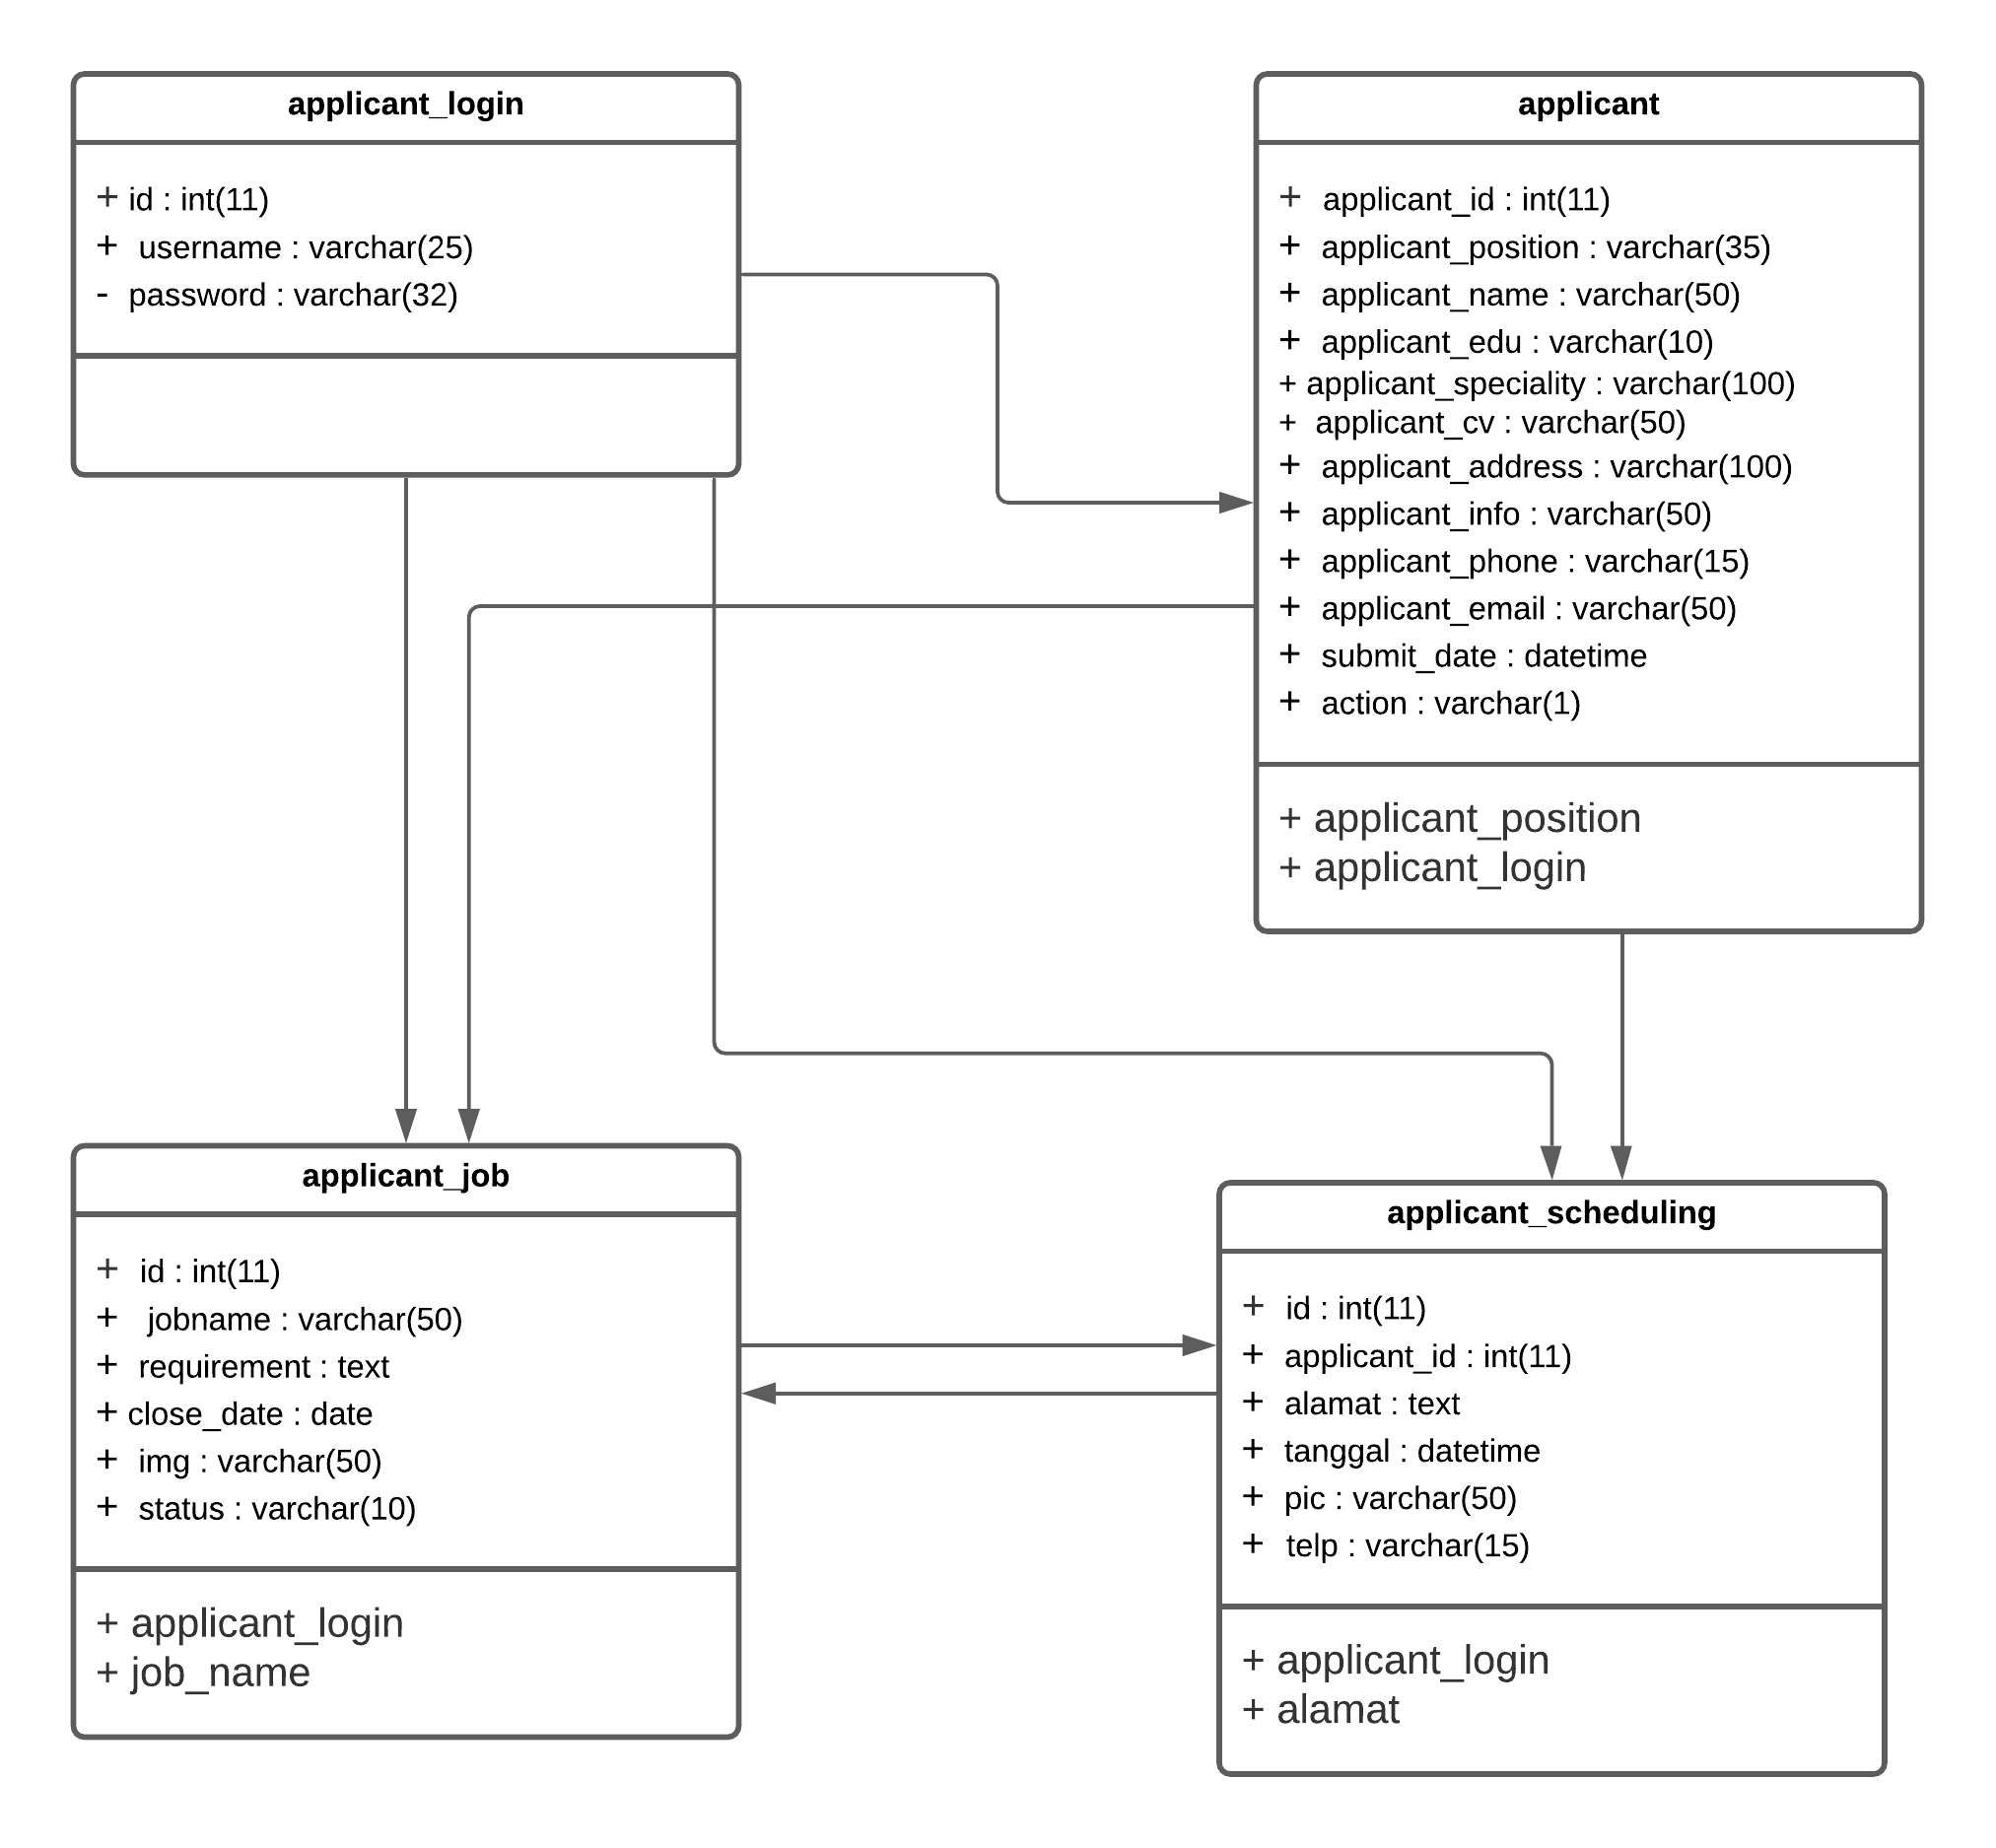 applicant_login
+ id : int(11)
+ username : varchar(25)
- password : varchar(32)
applicant
+ applicant_id : int(11)
+ applicant_position : varchar(35)
+ applicant_name : varchar(50)
+ applicant_edu : varchar(10)
+ applicant_speciality : varchar(100)
+ applicant_cv : varchar(50)
+ applicant_address : varchar(100)
+ applicant_info : varchar(50)
+ applicant_phone : varchar(15)
+ applicant_email : varchar(50)
+ submit_date : datetime
+ action : varchar(1)
+ applicant_position
+ applicant_login
applicant_job
+ id : int(11)
+ jobname : varchar(50)
+ requirement : text
+ close_date : date
+ img : varchar(50)
+ status : varchar(10)
+ applicant_login
+ job_name
applicant_scheduling
+ id : int(11)
+ applicant_id : int(11)
+ alamat : text
+ tanggal : datetime
+ pic : varchar(50)
+ telp : varchar(15)
+ applicant_login
+ alamat